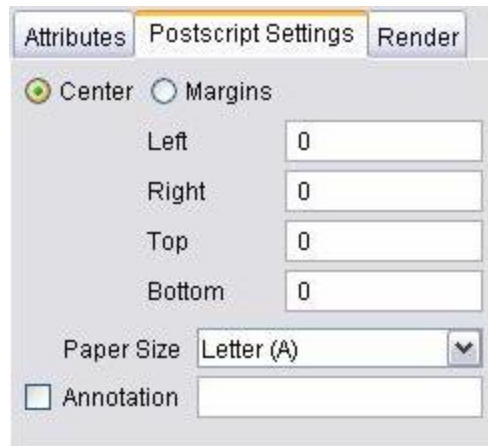 Attributes Postscript Settings Render
Center Margins
Left 0
Right 0
Top 0
Bottom 0
Paper Size Letter (A)
Annotation